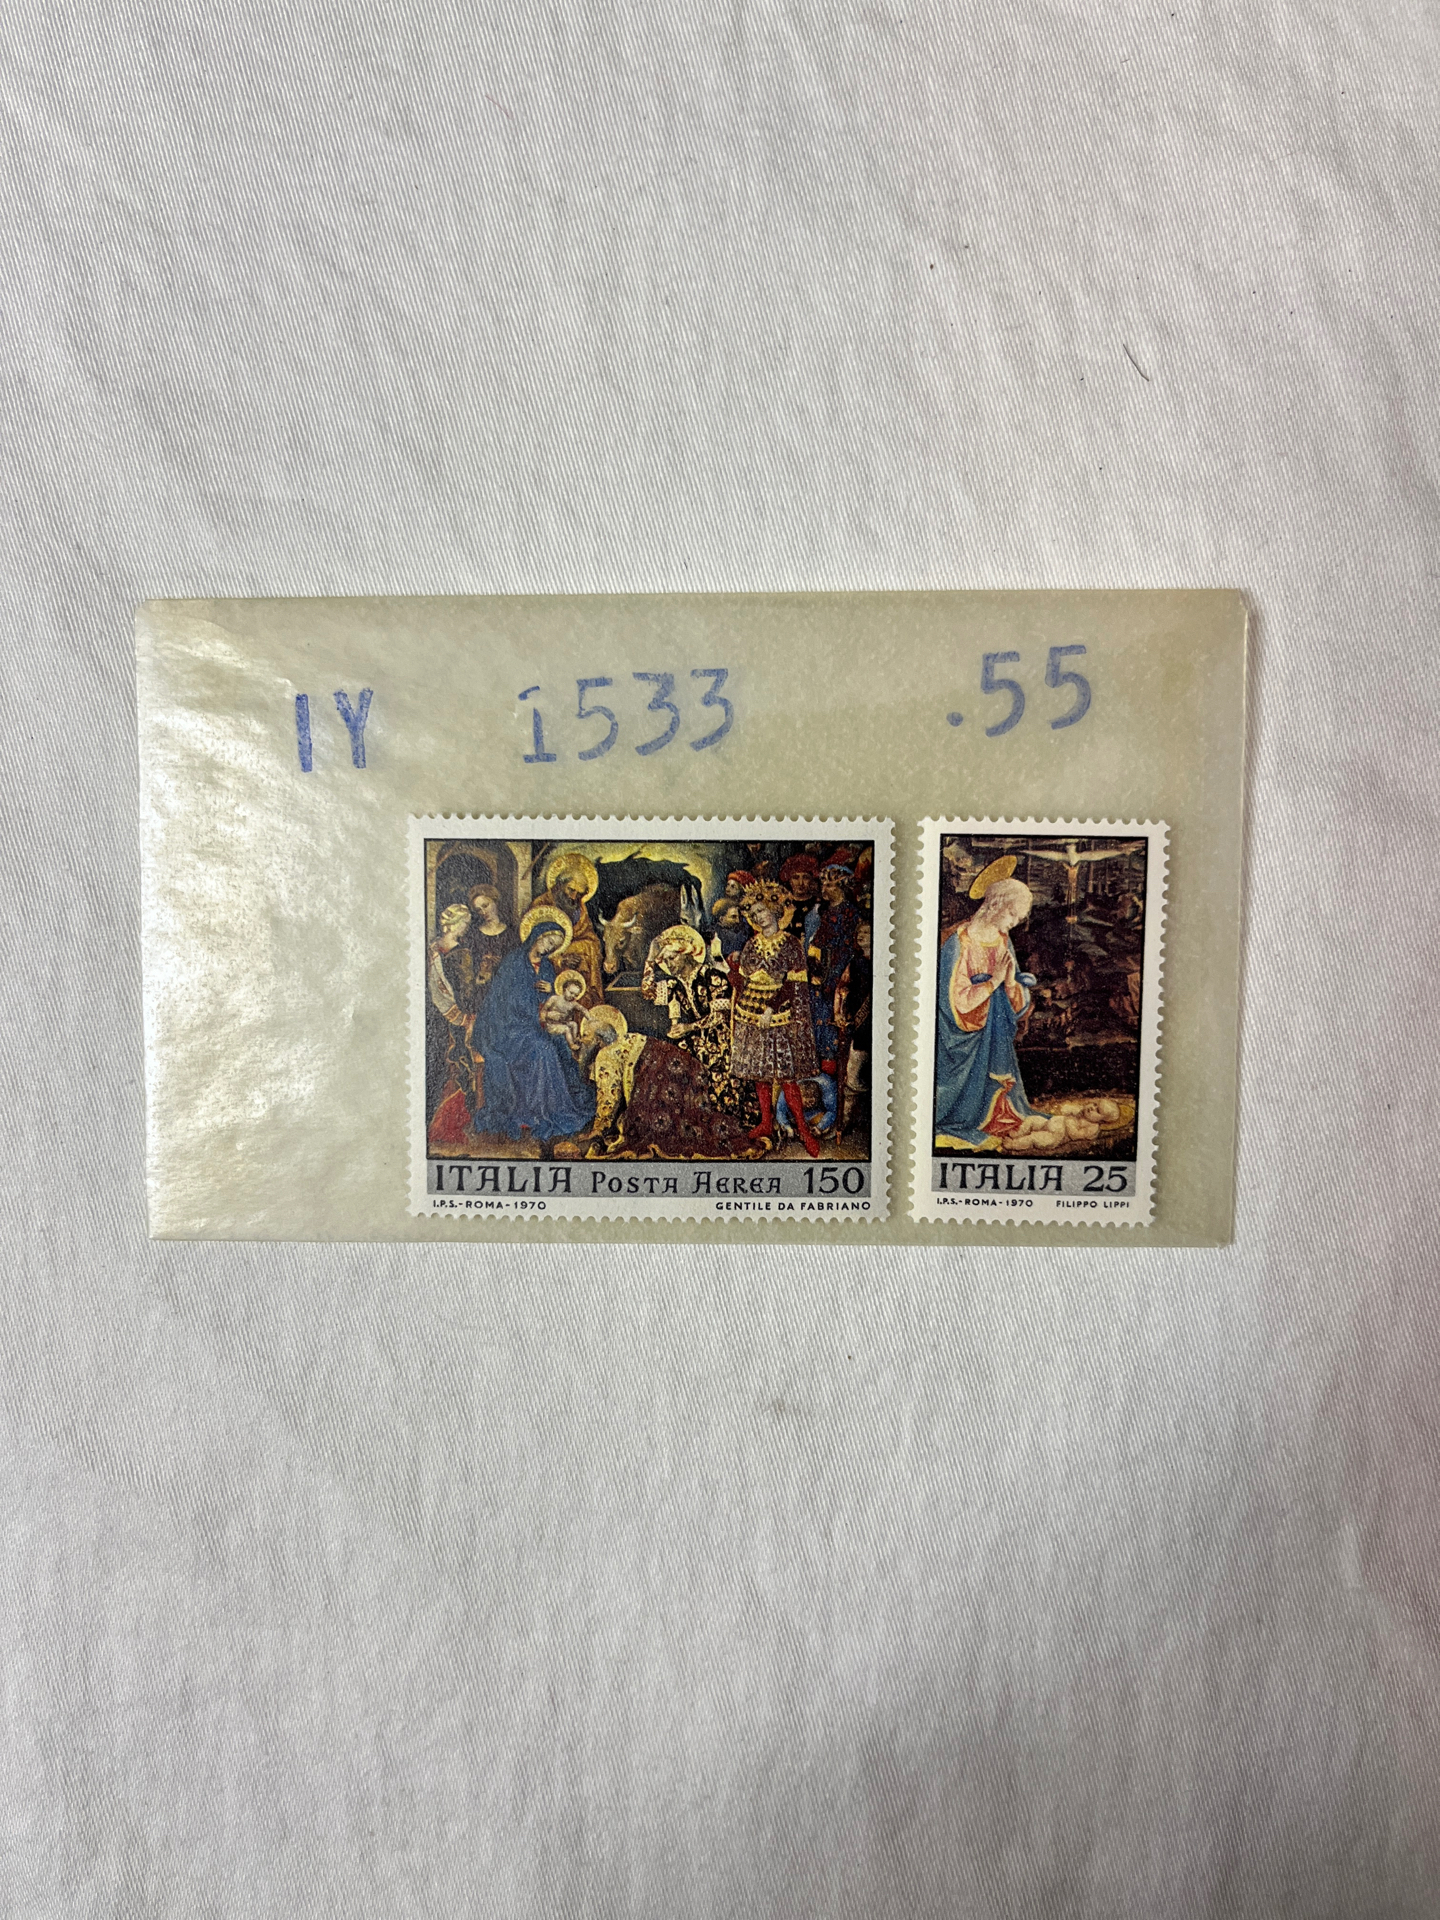 IY 1533 .55
ITALIA POSTA AEREA 150
I.P.S.-ROMA-1970 GENTILE DA FABRIANO
ITALIA 25
I.P.S.-ROMA-1970 FILIPPO LIPPI